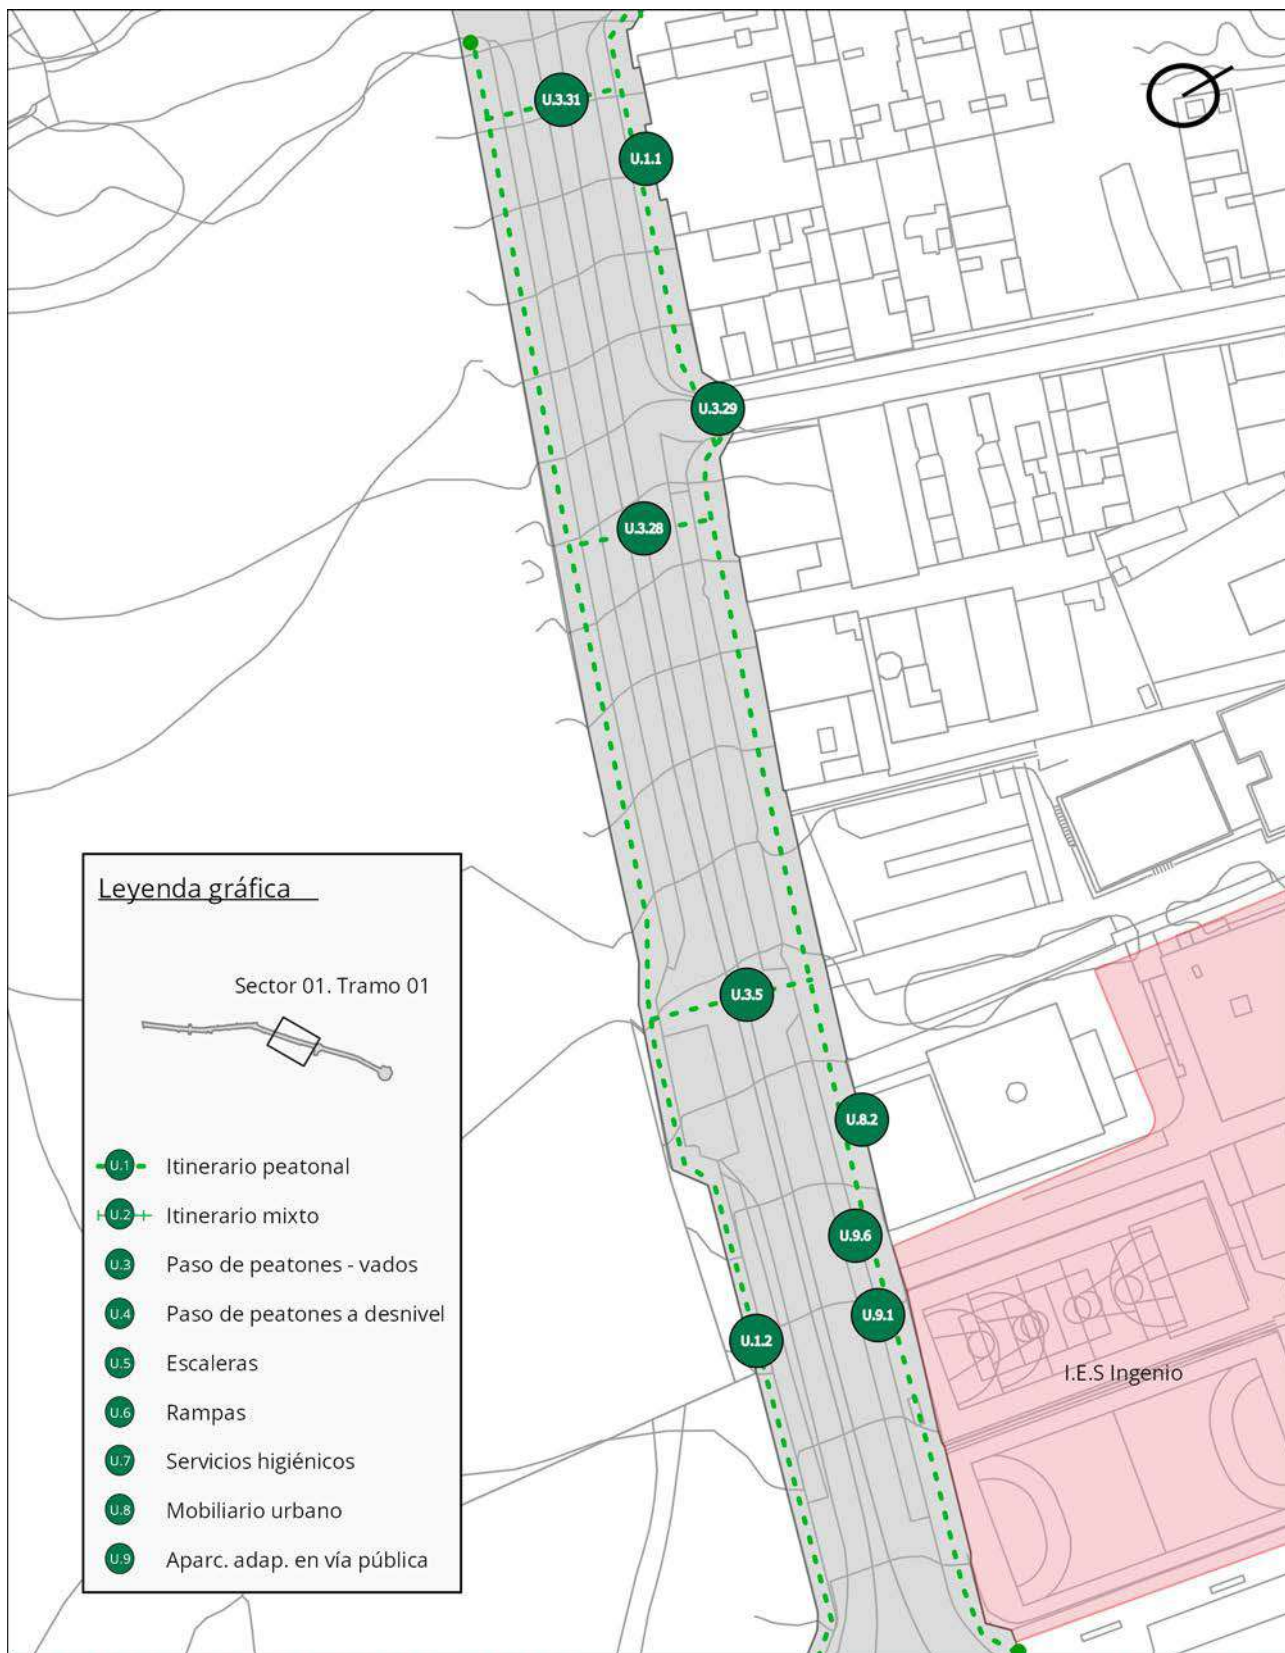 U.3.31
U.1.1
U.3.29
U.3.28
U.3.5
U.8.2
U.9.6
U.9.1
U.1.2
I.E.S Ingenio
Leyenda gráfica
Sector 01. Tramo 01
U.1 Itinerario peatonal
U.2 Itinerario mixto
U.3 Paso de peatones - vados
U.4 Paso de peatones a desnivel
U.5 Escaleras
U.6 Rampas
U.7 Servicios higiénicos
U.8 Mobiliario urbano
U.9 Aparc. adap. en vía pública